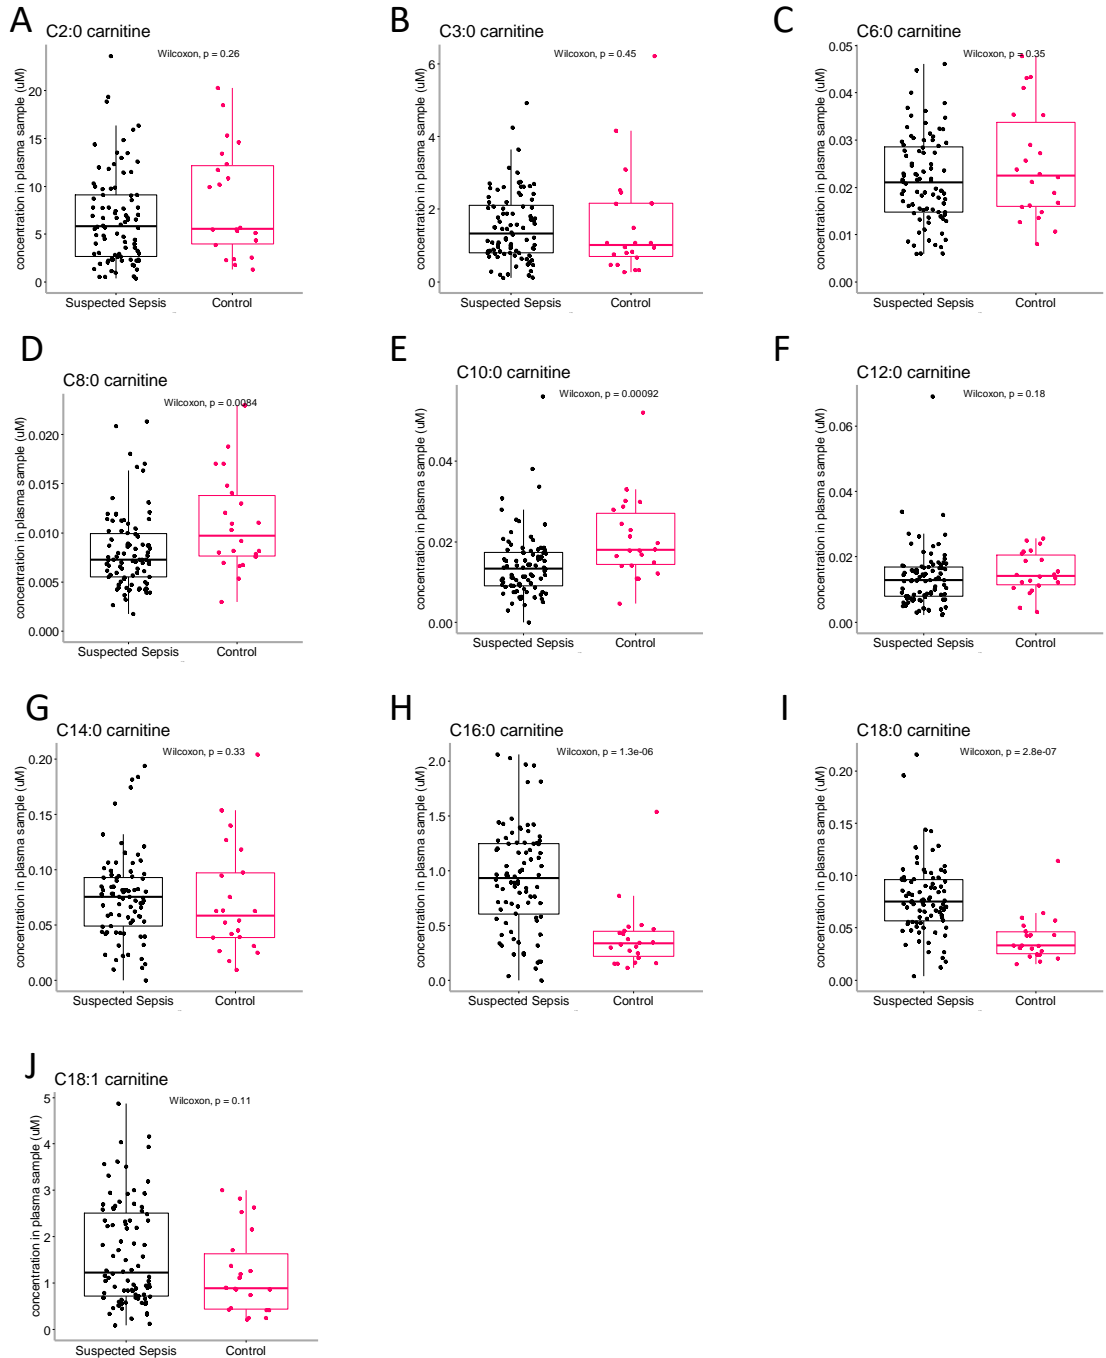 A
C2:0 carnitine
Wilcoxon, p = 0.26
concentration in plasma sample (uM)
20
15
10
5
0
Suspected Sepsis Control
B
C3:0 carnitine
Wilcoxon, p = 0.45
concentration in plasma sample (uM)
6
4
2
0
Suspected Sepsis Control
C
C6:0 carnitine
Wilcoxon, p = 0.35
concentration in plasma sample (uM)
0.05
0.04
0.03
0.02
0.01
0.00
Suspected Sepsis Control
D
C8:0 carnitine
Wilcoxon, p = 0.0084
concentration in plasma sample (uM)
0.020
0.015
0.010
0.005
0.000
Suspected Sepsis Control
E
C10:0 carnitine
Wilcoxon, p = 0.00092
concentration in plasma sample (uM)
0.04
0.02
0.00
Suspected Sepsis Control
F
C12:0 carnitine
Wilcoxon, p = 0.18
concentration in plasma sample (uM)
0.06
0.04
0.02
0.00
Suspected Sepsis Control
G
C14:0 carnitine
Wilcoxon, p = 0.33
concentration in plasma sample (uM)
0.20
0.15
0.10
0.05
0.00
Suspected Sepsis Control
H
C16:0 carnitine
Wilcoxon, p = 1.3e-06
concentration in plasma sample (uM)
2.0
1.5
1.0
0.5
0.0
Suspected Sepsis Control
I
C18:0 carnitine
Wilcoxon, p = 2.8e-07
concentration in plasma sample (uM)
0.20
0.15
0.10
0.05
0.00
Suspected Sepsis Control
J
C18:1 carnitine
Wilcoxon, p = 0.11
concentration in plasma sample (uM)
5
4
3
2
1
0
Suspected Sepsis Control